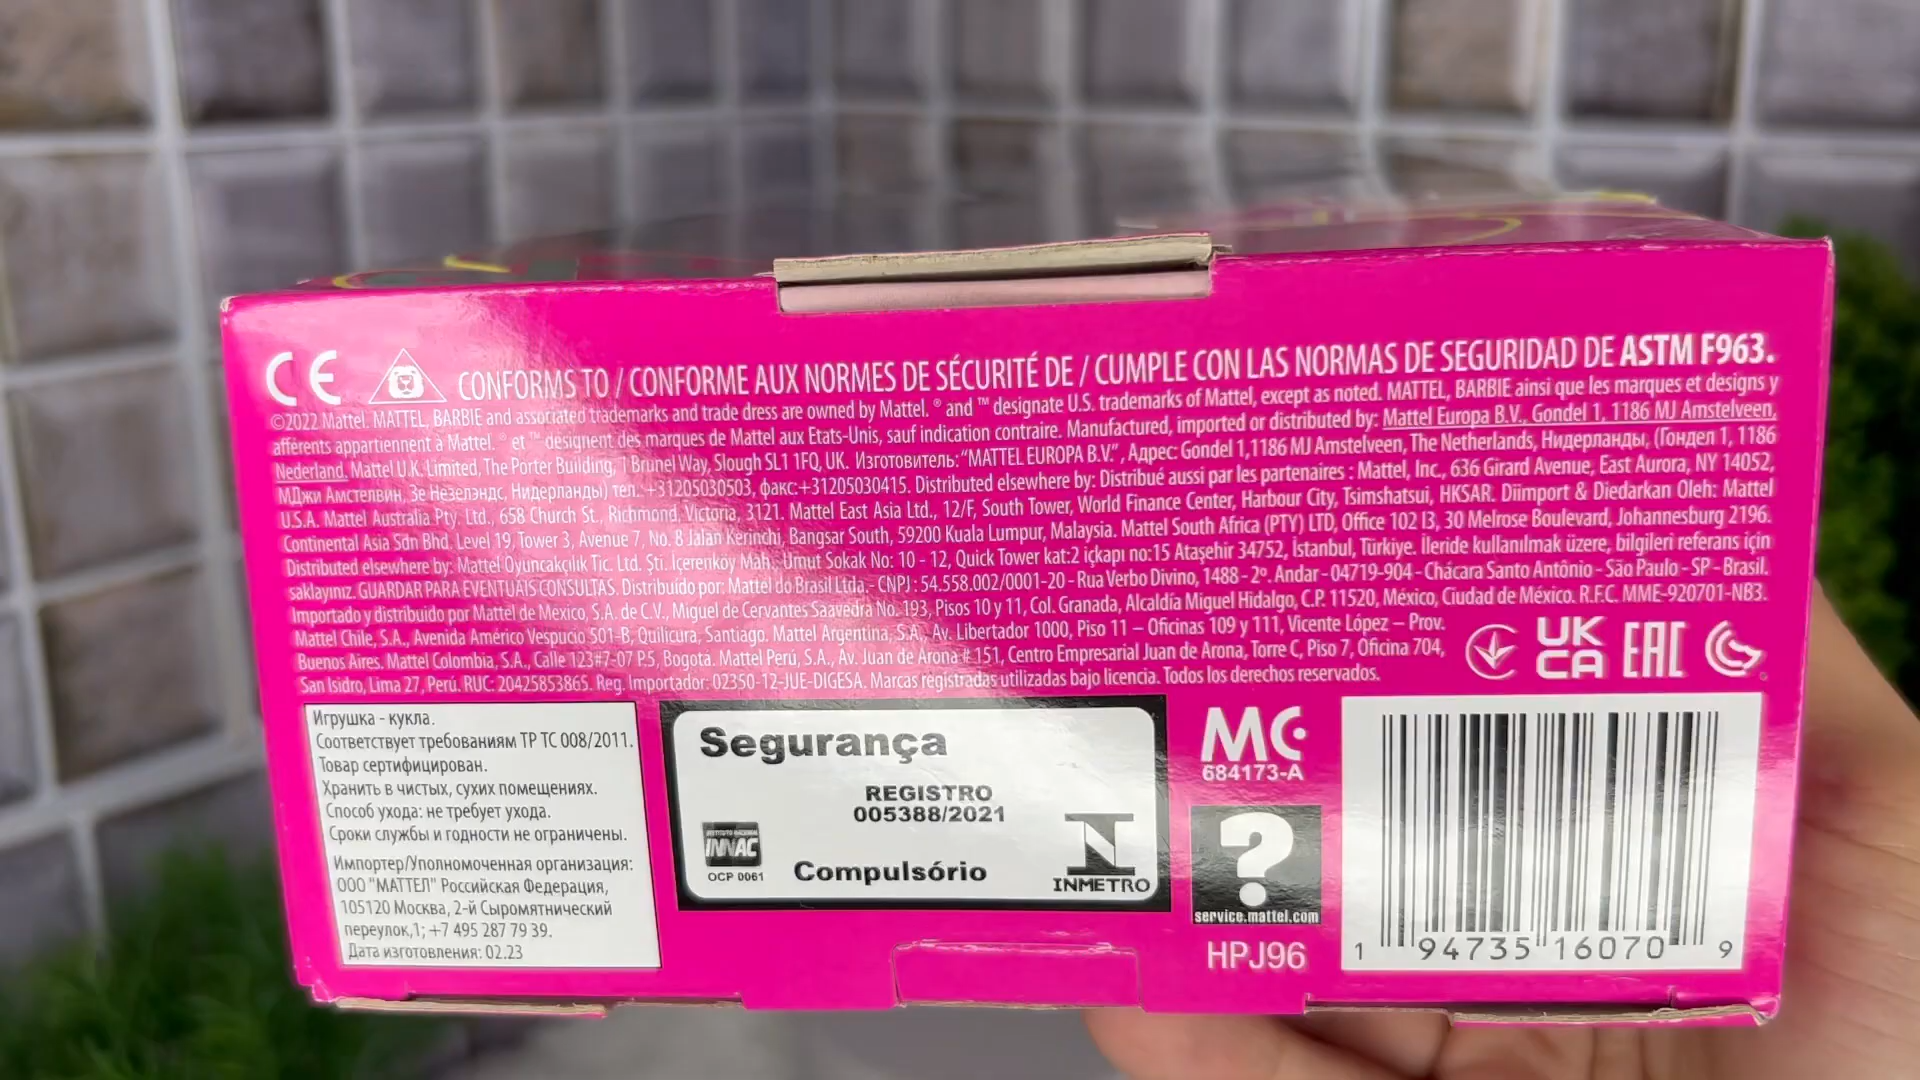 CE CONFORMS TO / CONFORME AUX NORMES DE SÉCURITÉ DE / CUMPLE CON LAS NORMAS DE SEGURIDAD DE ASTM F963.
©2022 Mattel. MATTEL, BARBIE and associated trademarks and trade dress are owned by Mattel. ® and ™ designate U.S. trademarks of Mattel, except as noted. MATTEL, BARBIE ainsi que les marques et designs y
afférents appartiennent à Mattel. ® et ™ désignent des marques de Mattel aux Etats-Unis, sauf indication contraire. Manufactured, imported or distributed by: Mattel Europa B.V., Gondel 1, 1186 MJ Amstelveen,
Nederland. Mattel U.K. Limited, The Porter Building, 1 Brunel Way, Slough SL1 1FQ, UK. Изготовитель: "MATTEL EUROPA B.V.", Адрес: Gondel 1,1186 MJ Amstelveen, The Netherlands, Нидерланды, (Гондел 1, 1186
МДжи Амстелвин, Зе Незелэндс, Нидерланды) тел.: +31205030503, факс:+31205030415. Distributed elsewhere by: Distribué aussi par les partenaires : Mattel, Inc., 636 Girard Avenue, East Aurora, NY 14052,
U.S.A. Mattel Australia Pty. Ltd., 658 Church St., Richmond, Victoria, 3121. Mattel East Asia Ltd., 12/F, South Tower, World Finance Center, Harbour City, Tsimshatsui, HKSAR. Diimport & Diedarkan Oleh: Mattel
Continental Asia Sdn Bhd. Level 19, Tower 3, Avenue 7, No. 8 Jalan Kerinchi, Bangsar South, 59200 Kuala Lumpur, Malaysia. Mattel South Africa (PTY) LTD, Office 102 I3, 30 Melrose Boulevard, Johannesburg 2196.
Distributed elsewhere by: Mattel Oyuncakçılık Tic. Ltd. Şti. İçerenköy Mah. Umut Sokak No: 10 - 12, Quick Tower kat:2 içkapı no:15 Ataşehir 34752, İstanbul, Türkiye. İleride kullanılmak üzere, bilgileri referans için
saklayınız. GUARDAR PARA EVENTUAIS CONSULTAS. Distribuído por: Mattel do Brasil Ltda.- CNPJ : 54.558.002/0001-20 - Rua Verbo Divino, 1488 - 2º. Andar - 04719-904 - Chácara Santo Antônio - São Paulo - SP - Brasil.
Importado y distribuido por Mattel de México, S.A. de C.V., Miguel de Cervantes Saavedra No. 193, Pisos 10 y 11, Col. Granada, Alcaldía Miguel Hidalgo, C.P. 11520, México, Ciudad de México. R.F.C. MME-920701-NB3.
Mattel Chile, S.A., Avenida Américo Vespucio 501-B, Quilicura, Santiago. Mattel Argentina, S.A., Av. Libertador 1000, Piso 11 – Oficinas 109 y 111, Vicente López – Prov.
Buenos Aires. Mattel Colombia, S.A., Calle 123#7-07 P.5, Bogotá. Mattel Perú, S.A., Av. Juan de Arona # 151, Centro Empresarial Juan de Arona, Torre C, Piso 7, Oficina 704,
San Isidro, Lima 27, Perú. RUC: 20425853865. Reg. Importador: 02350-12-JUE-DIGESA. Marcas registradas utilizadas bajo licencia. Todos los derechos reservados.
UK
CA
EAC
Игрушка - кукла.
Соответствует требованиям ТР ТС 008/2011.
Товар сертифицирован.
Хранить в чистых, сухих помещениях.
Способ ухода: не требует ухода.
Сроки службы и годности не ограничены.
Импортер/Уполномоченная организация:
ООО "МАТТЕЛ" Российская Федерация,
105120 Москва, 2-й Сыромятнический
переулок,1; +7 495 287 79 39.
Дата изготовления: 02.23
Segurança
REGISTRO
005388/2021
INNAC
OCP 0061
Compulsório
INMETRO
MC
684173-A
?
service.mattel.com
HPJ96
1 94735 16070 9